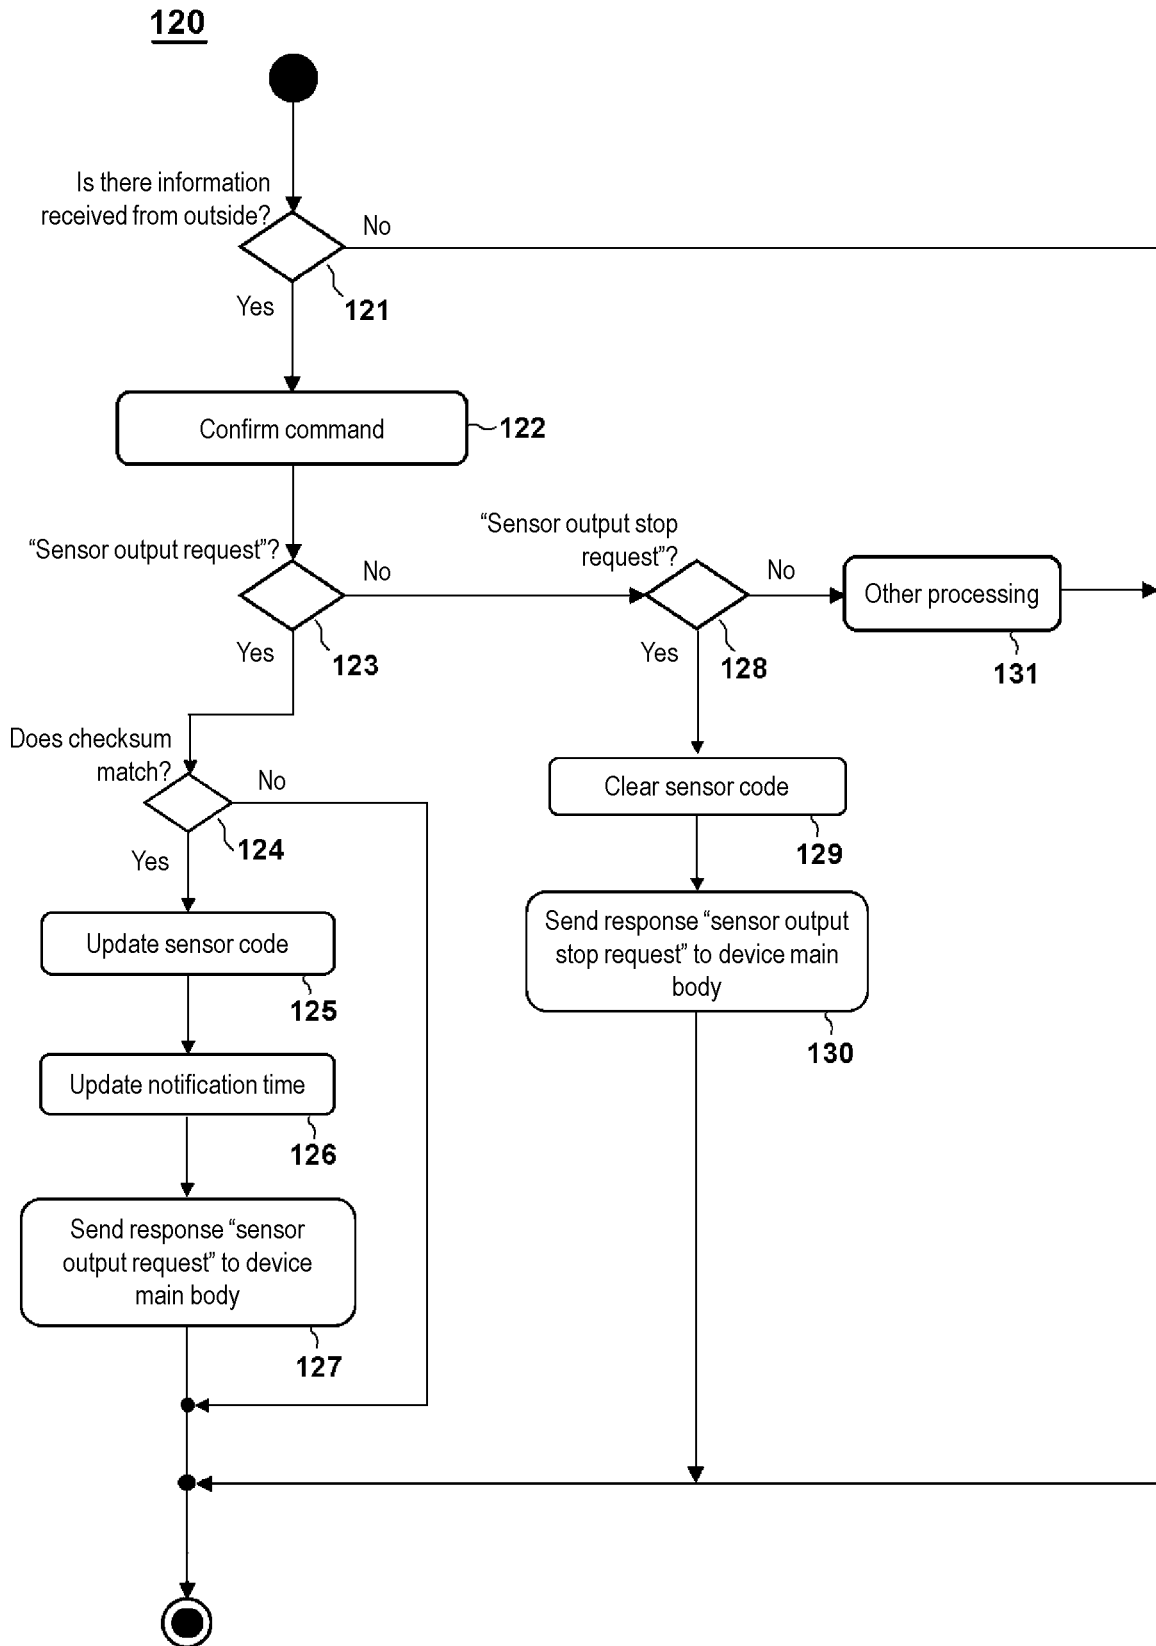 120
Is there information
received from outside?
No
121
Yes
Confirm command
122
"Sensor output request"?
No
123
Yes
"Sensor output stop
request"?
No
128
Yes
Other processing
131
Does checksum
match?
No
124
Yes
Clear sensor code
129
Update sensor code
125
Send response "sensor output
stop request" to device main
body
130
Update notification time
126
Send response "sensor
output request" to device
main body
127